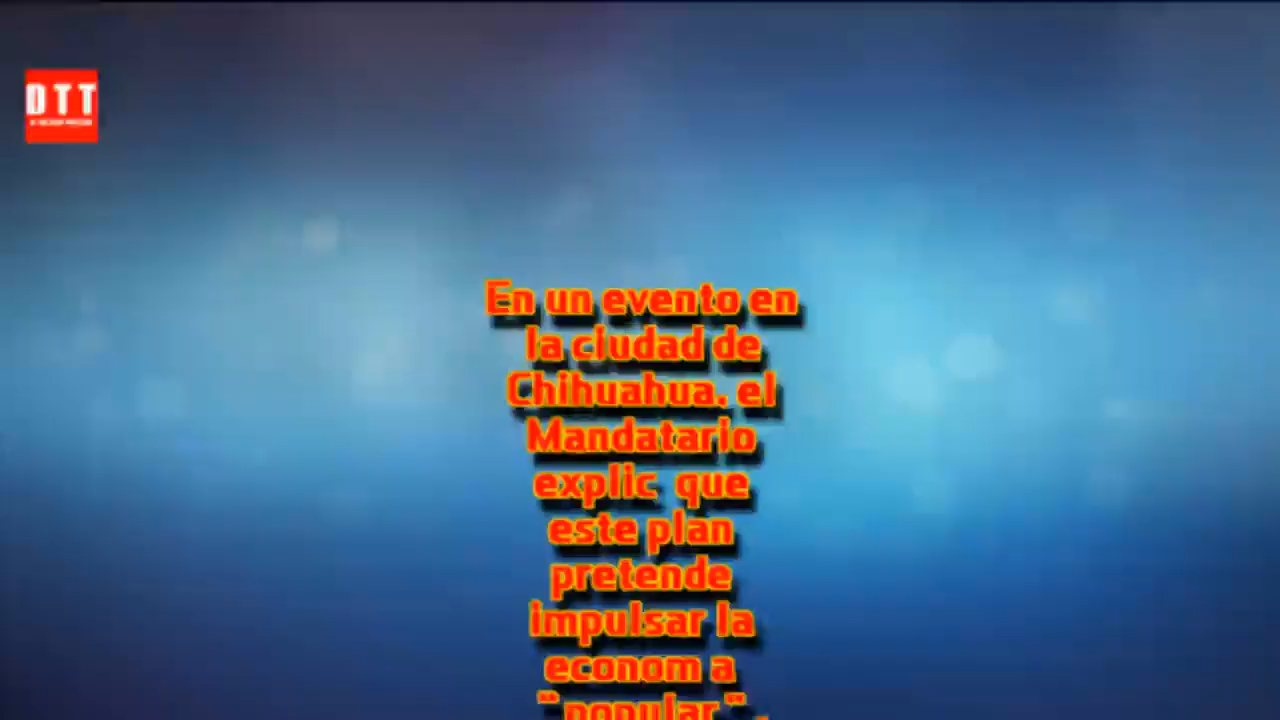 DTT
En un evento en
la ciudad de
Chihuahua, el
Mandatario
explic que
este plan
pretende
impulsar la
econom a
"popular",